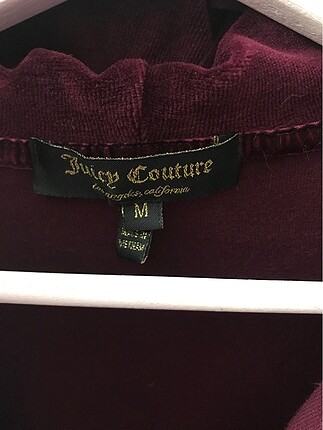 Juicy Couture
los angeles, california
M